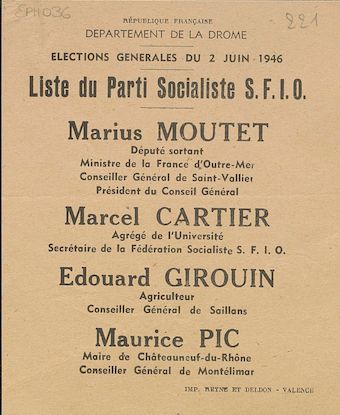 EPH036
221
RÉPUBLIQUE FRANÇAISE
DEPARTEMENT DE LA DROME
ELECTIONS GENERALES DU 2 JUIN 1946
Liste du Parti Socialiste S.F.I.O.
Marius MOUTET
Député sortant
Ministre de la France d'Outre-Mer
Conseiller Général de Saint-Vallier
Président du Conseil Général
Marcel CARTIER
Agrégé de l'Université
Secrétaire de la Fédération Socialiste S. F. I. O.
Edouard GIROUIN
Agriculteur
Conseiller Général de Saillans
Maurice PIC
Maire de Châteauneuf-du-Rhône
Conseiller Général de Montélimar
IMP. REYNE ET DELDON - VALENCE